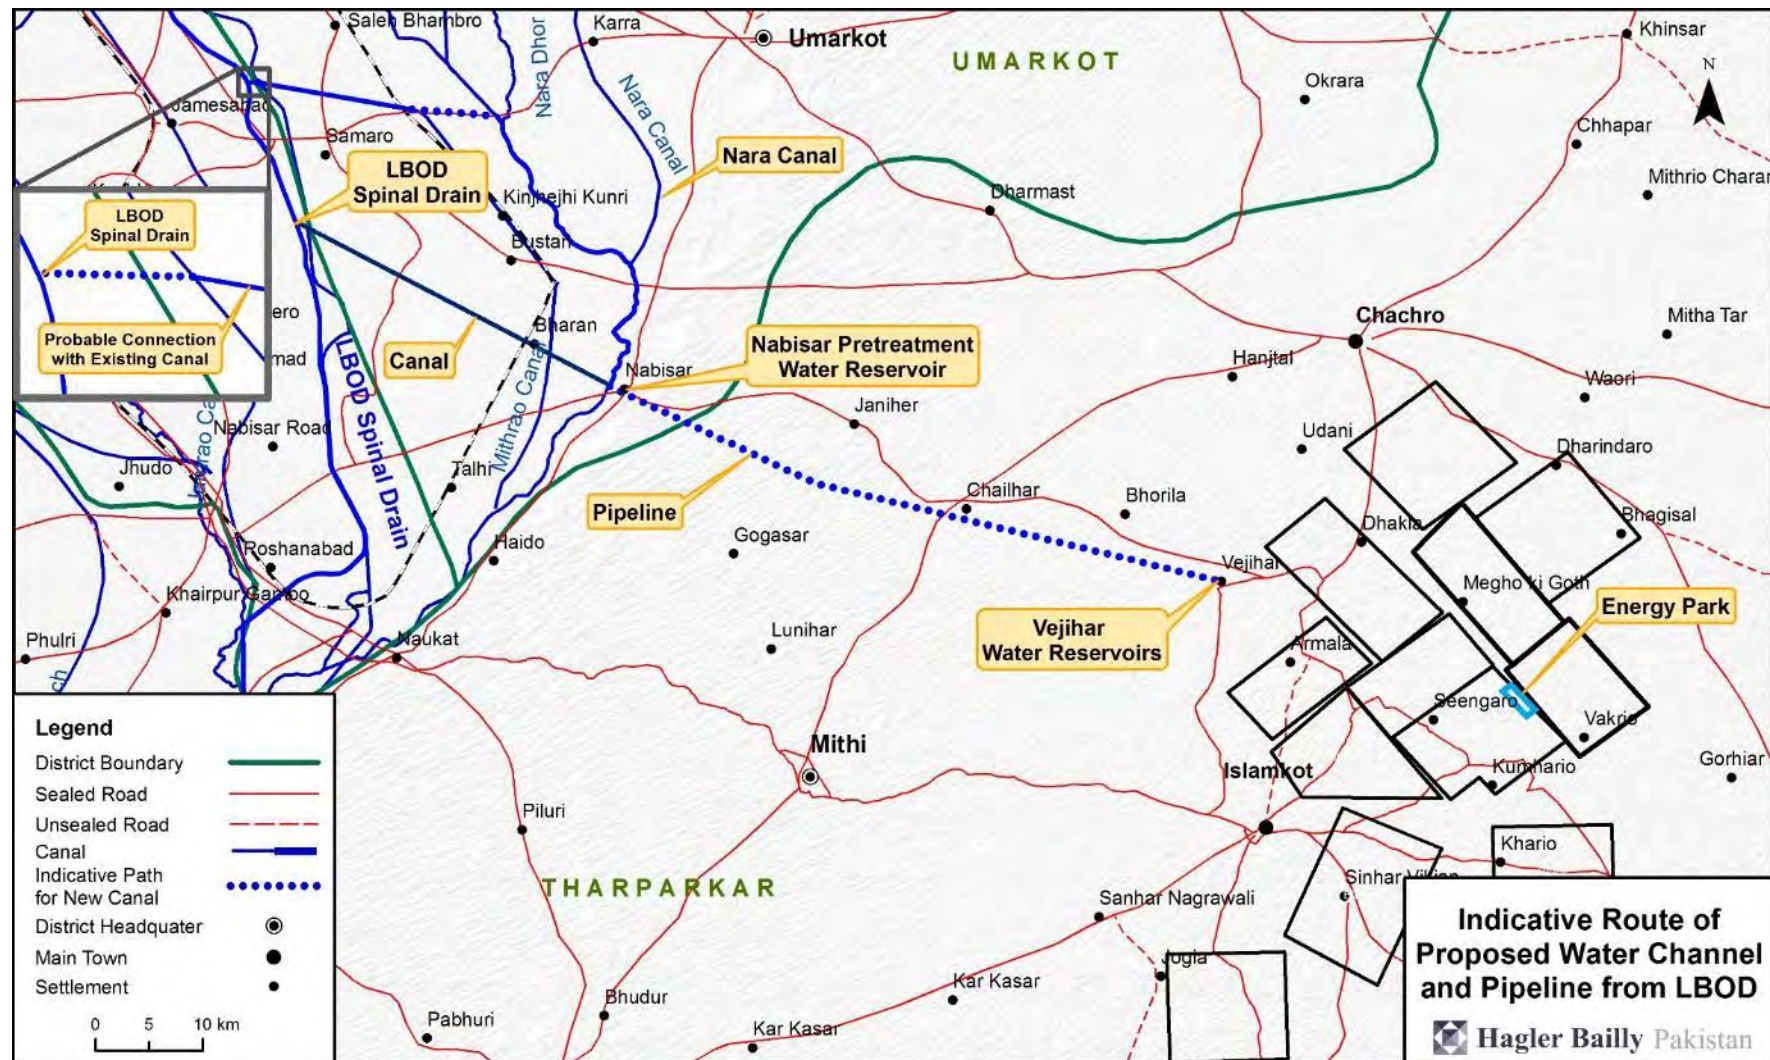 Saleh Bhambro
Karra
Umarkot
UMARKOT
Khinsar
N
Okrara
Nara Dhor
Nara Canal
Jamesabad
Samaro
Chhapar
Nara Canal
LBOD
Spinal Drain
Kinjhejhi Kunri
Dharmast
Mithrio Charan
LBOD
Spinal Drain
Bustan
Probable Connection
with Existing Canal
ero
mad
Bharan
Canal
Nabisar Pretreatment
Water Reservoir
Nabisar
Chachro
Mitha Tar
Hanjtal
Waori
Janiher
LBOD Spinal Drain
Mithrao Canal
Nabisar Road
Udani
Dharindaro
Jhudo
Talhi
Pipeline
Chailhar
Bhorila
Dhakla
Bhagisal
Gogasar
Roshanabad
Haido
Vejihar
Megho ki Goth
Energy Park
Khairpur Gambo
Phulri
Naukat
Lunihar
Vejihar
Water Reservoirs
Armala
Seengaro
Vakrio
ch
Mithi
Islamkot
Kumhario
Gorhiar
Piluri
Khario
THARPARKAR
Sanhar Nagrawali
Sinhar Vikian
Jogla
Kar Kasar
Bhudur
Pabhuri
Kar Kasar
Legend
District Boundary
Sealed Road
Unsealed Road
Canal
Indicative Path
for New Canal
District Headquater
Main Town
Settlement
0 5 10 km
Indicative Route of
Proposed Water Channel
and Pipeline from LBOD
Hagler Bailly Pakistan